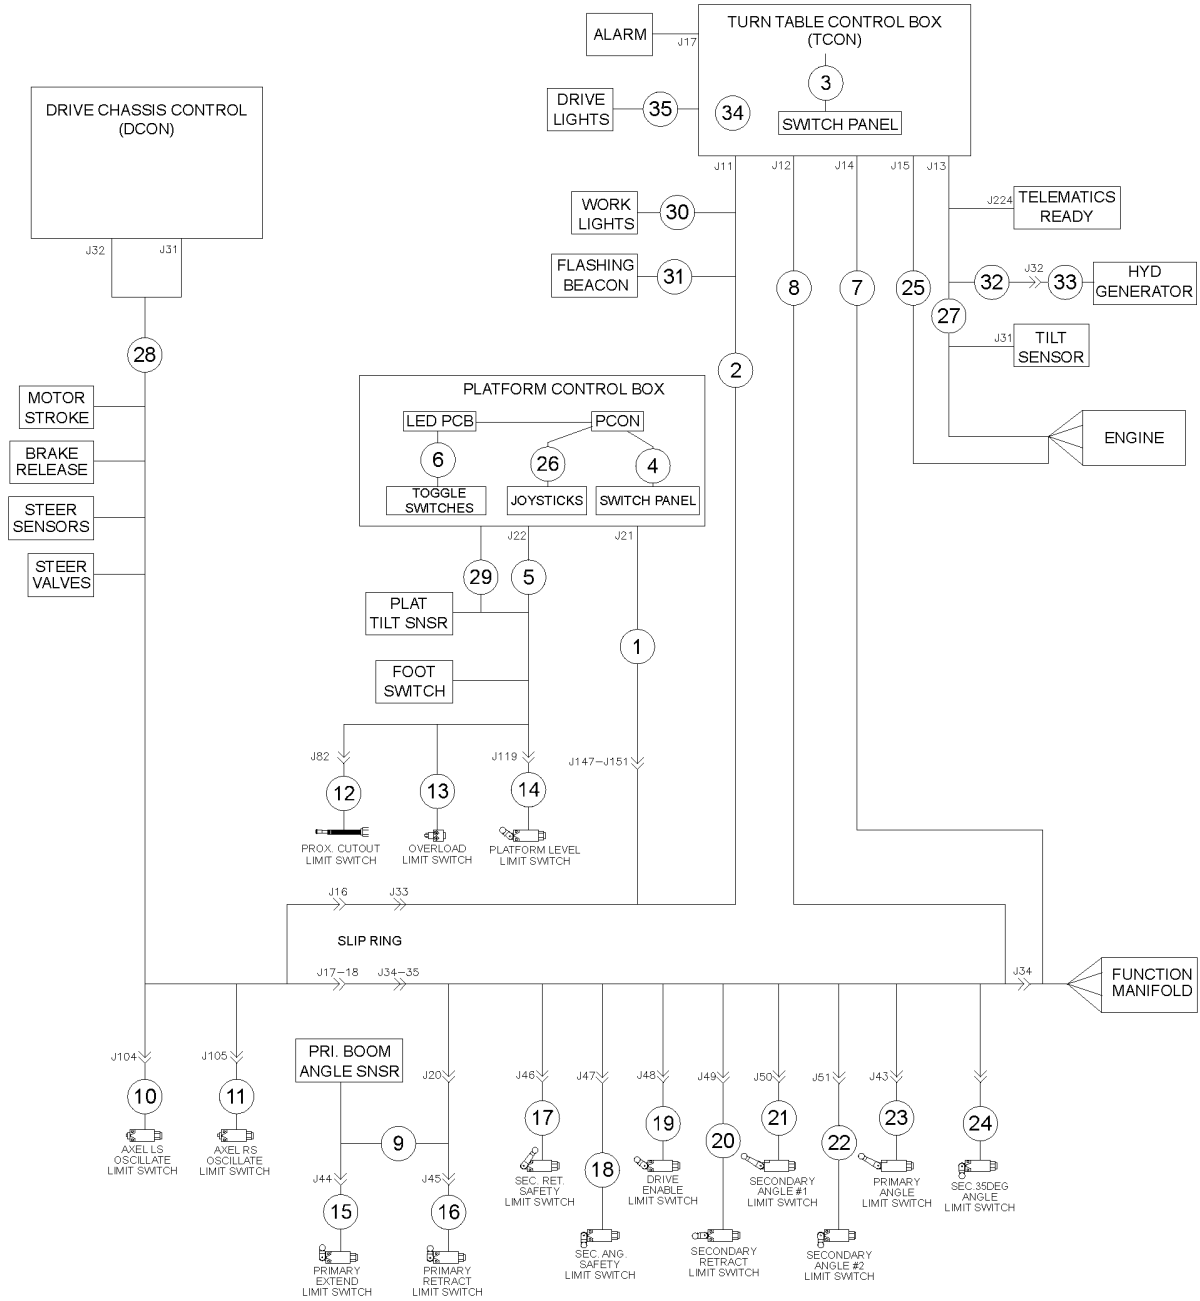 ALARM
J17
TURN TABLE CONTROL BOX
(TCON)
3
34
SWITCH PANEL
DRIVE
LIGHTS
35
DRIVE CHASSIS CONTROL
(DCON)
J32
J31
J11
J12
J14
J15
J13
WORK
LIGHTS
30
FLASHING
BEACON
31
J224
TELEMATICS
READY
8
7
25
32
J32
33
HYD
GENERATOR
27
J31
TILT
SENSOR
28
2
MOTOR
STROKE
BRAKE
RELEASE
STEER
SENSORS
STEER
VALVES
PLATFORM CONTROL BOX
LED PCB
PCON
6
26
4
TOGGLE
SWITCHES
JOYSTICKS
SWITCH PANEL
ENGINE
J22
J21
29
5
PLAT
TILT SNSR
1
FOOT
SWITCH
J82
J119
J147-J151
12
13
14
PROX. CUTOUT
LIMIT SWITCH
OVERLOAD
LIMIT SWITCH
PLATFORM LEVEL
LIMIT SWITCH
J16
J33
SLIP RING
J17-18
J34-35
J34
FUNCTION
MANIFOLD
J104
10
AXEL LS
OSCILLATE
LIMIT SWITCH
J105
11
AXEL RS
OSCILLATE
LIMIT SWITCH
PRI. BOOM
ANGLE SNSR
J20
9
J44
J45
15
16
PRIMARY
EXTEND
LIMIT SWITCH
PRIMARY
RETRACT
LIMIT SWITCH
J46
17
SEC. RET.
SAFETY
LIMIT SWITCH
J47
18
SEC. ANG.
SAFETY
LIMIT SWITCH
J48
19
DRIVE
ENABLE
LIMIT SWITCH
J49
20
SECONDARY
RETRACT
LIMIT SWITCH
J50
21
SECONDARY
ANGLE #1
LIMIT SWITCH
J51
22
SECONDARY
ANGLE #2
LIMIT SWITCH
J43
23
PRIMARY
ANGLE
LIMIT SWITCH
24
SEC.35DEG
ANGLE
LIMIT SWITCH